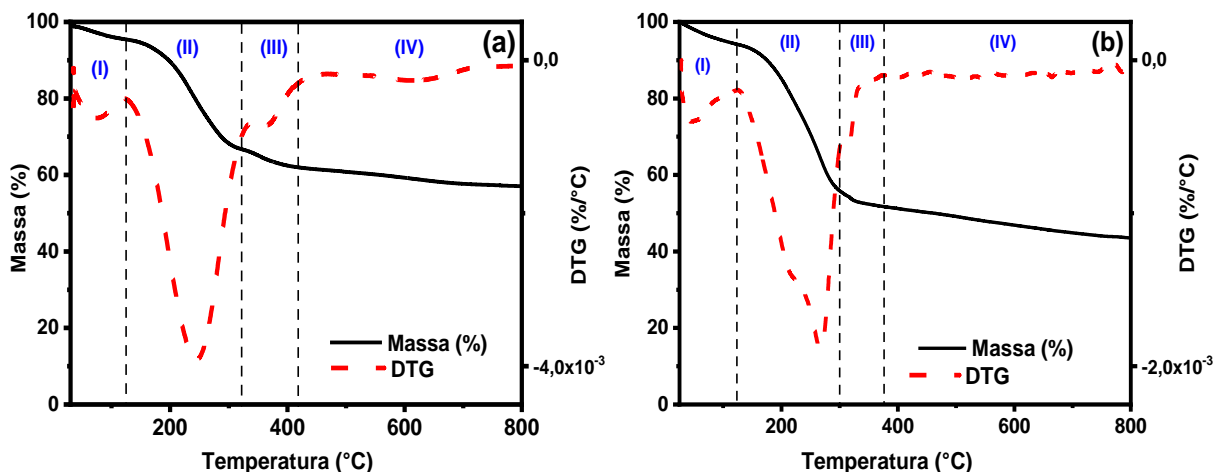 100
80
60
40
20
0
Massa (%)
(I)
(II)
(III)
(IV)
(a)
0,0
-4,0x10⁻³
DTG (%/°C)
Massa (%)
DTG
200
400
600
800
Temperatura (°C)
100
80
60
40
20
0
Massa (%)
(I)
(II)
(III)
(IV)
(b)
0,0
-2,0x10⁻³
DTG (%/°C)
Massa (%)
DTG
200
400
600
800
Temperatura (°C)